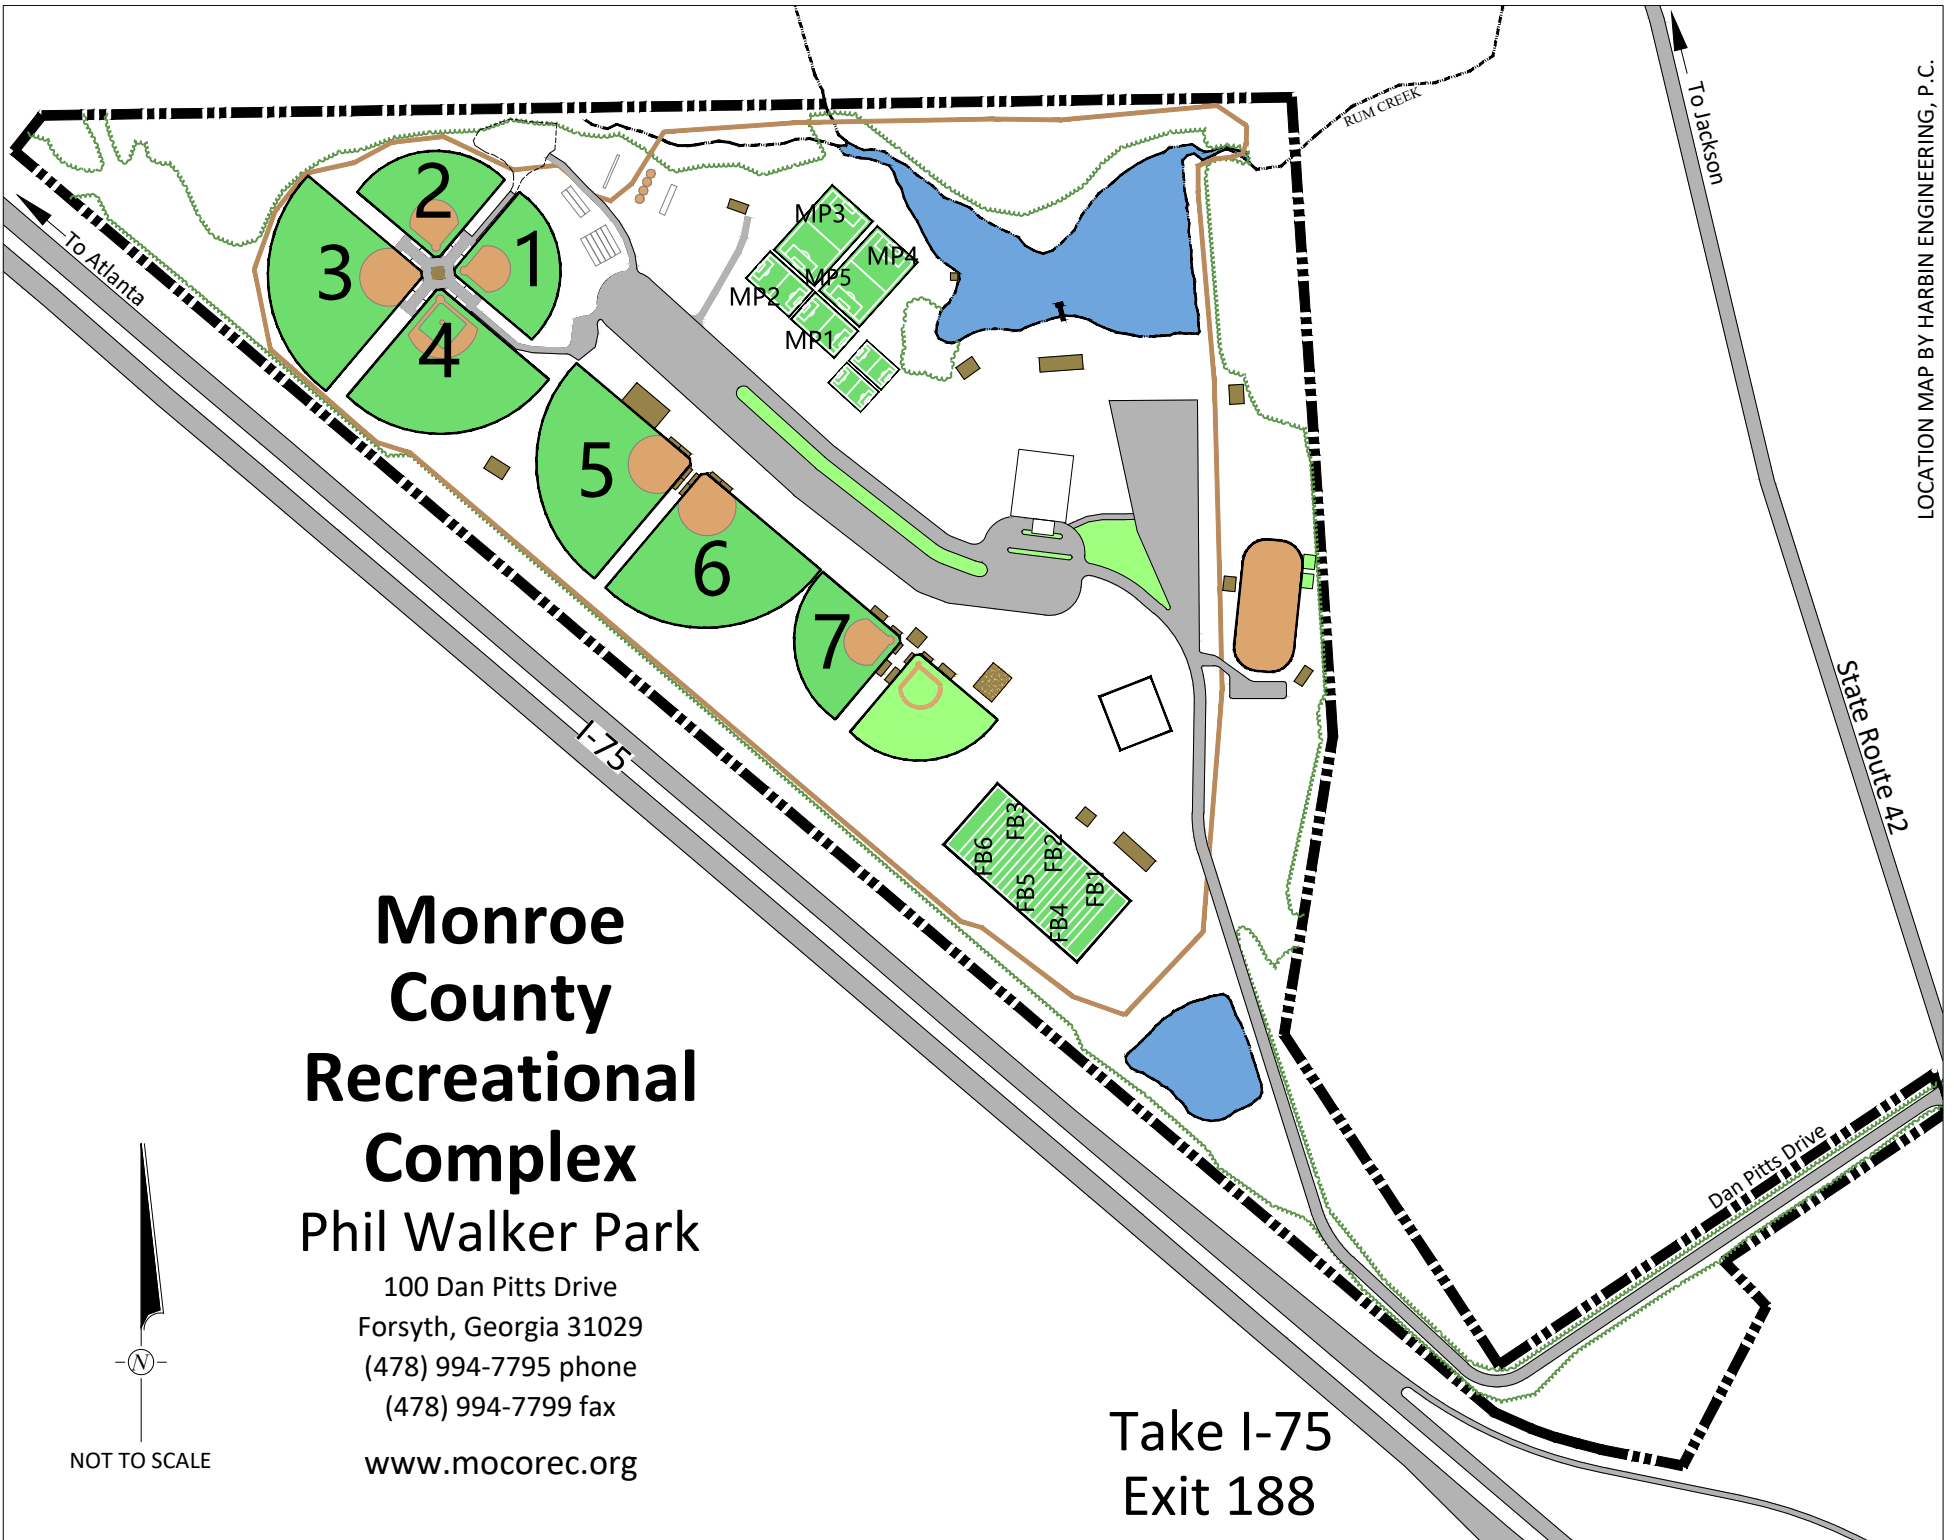 RUM CREEK
To Jackson
LOCATION MAP BY HARBIN ENGINEERING, P.C.
2
1
3
4
To Atlanta
MP3
MP4
MP5
MP2
MP1
5
6
7
I-75
State Route 42
FB3
FB2
FB6
FB1
FB5
FB4
Monroe
County
Recreational
Complex
Phil Walker Park
100 Dan Pitts Drive
Forsyth, Georgia 31029
(478) 994-7795 phone
(478) 994-7799 fax
www.mocorec.org
Dan Pitts Drive
N
NOT TO SCALE
Take I-75
Exit 188